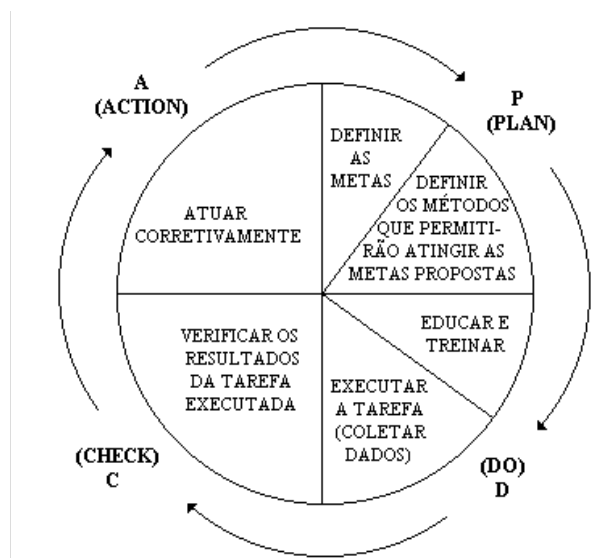 A
(ACTION)
P
(PLAN)
DEFINIR
AS
METAS
DEFINIR
OS MÉTODOS
QUE PERMITI-
RÃO ATINGIR AS
METAS PROPOSTAS
ATUAR
CORRETIVAMENTE
EDUCAR E
TREINAR
VERIFICAR OS
RESULTADOS
DA TAREFA
EXECUTADA
EXECUTAR
A TAREFA
(COLETAR
DADOS)
(CHECK)
C
(DO)
D